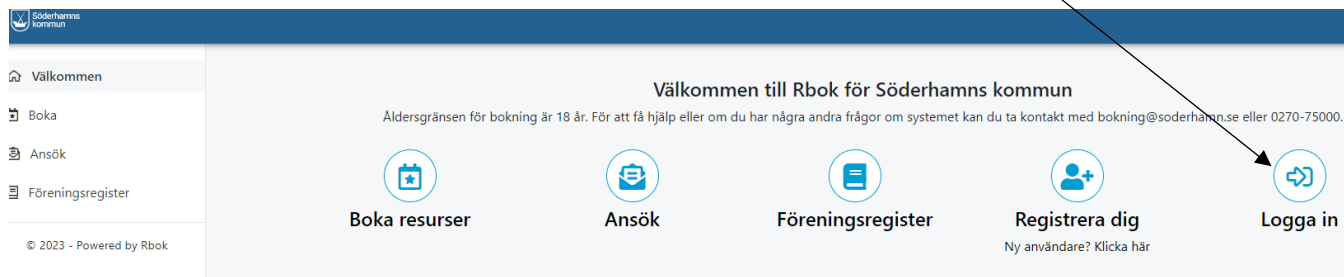 Söderhamns
kommun
Välkommen
Boka
Ansök
Föreningsregister
© 2023 - Powered by Rbok
Välkommen till Rbok för Söderhamns kommun
Åldersgränsen för bokning är 18 år. För att få hjälp eller om du har några andra frågor om systemet kan du ta kontakt med bokning@soderhamn.se eller 0270-75000.
Boka resurser
Ansök
Föreningsregister
Registrera dig
Ny användare? Klicka här
Logga in